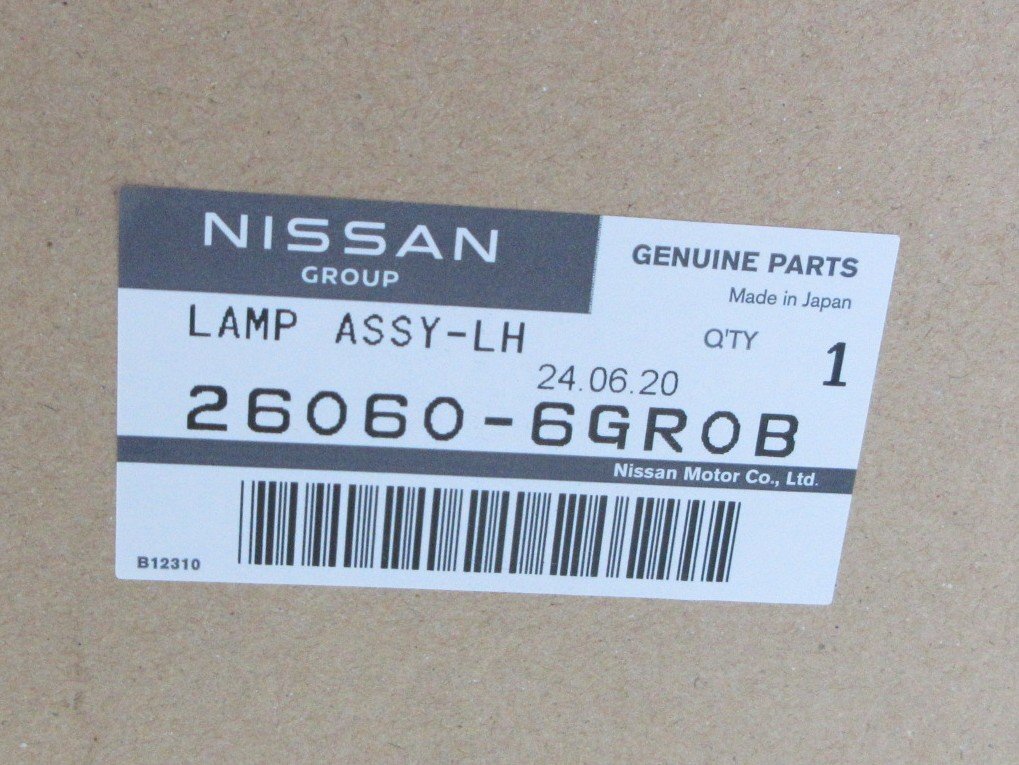 NISSAN
GROUP
GENUINE PARTS
Made in Japan
LAMP ASSY-LH
Q'TY 1
24.06.20
26060-6GR0B
Nissan Motor Co., Ltd.
B12310